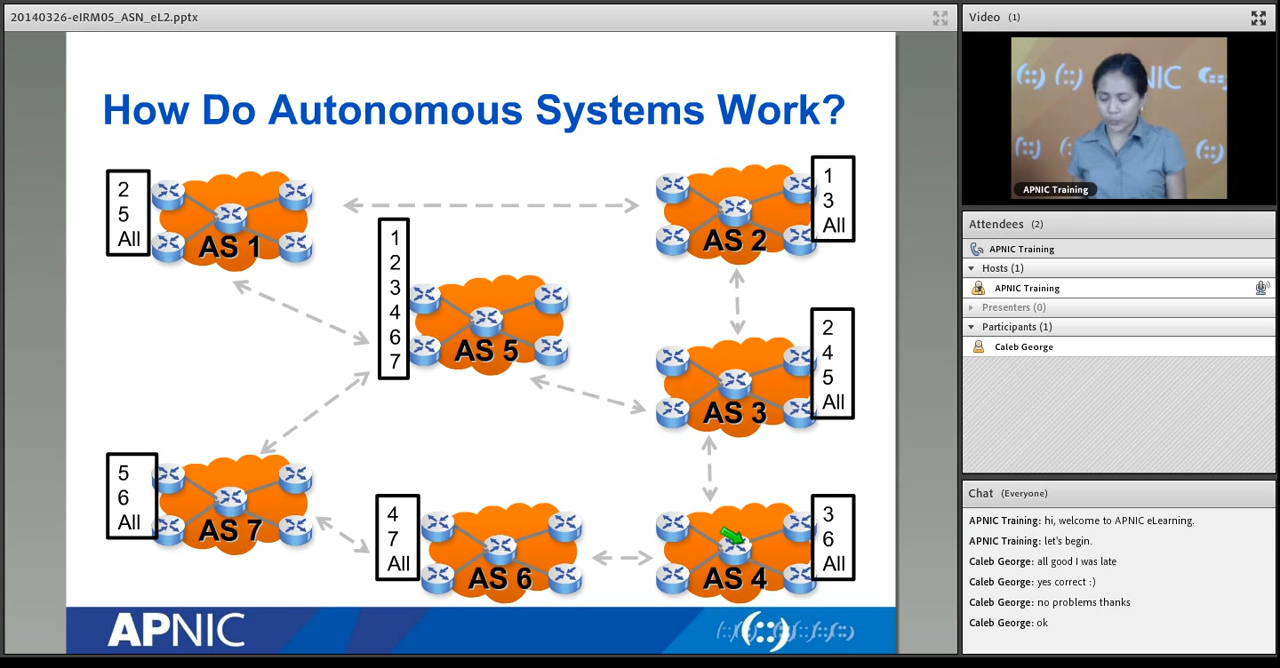 20140326-eIRM05_ASN_eL2.pptx
How Do Autonomous Systems Work?
2
5
All
AS 1
AS 2
1
3
1
2
3
4
6
7
All
AS 5
2
4
5
All
AS 3
5
6
All
AS 7
4
7
All
AS 6
AS 4
3
6
All
APNIC
(::)
Video (1)
(::) (::) NIC
(::) (::)
APNIC Training
Attendees (2)
APNIC Training
Hosts (1)
APNIC Training
Presenters (0)
Participants (1)
Caleb George
Chat (Everyone)
APNIC Training: hi, welcome to APNIC eLearning.
APNIC Training: let's begin.
Caleb George: all good I was late
Caleb George: yes correct :)
Caleb George: no problems thanks
Caleb George: ok